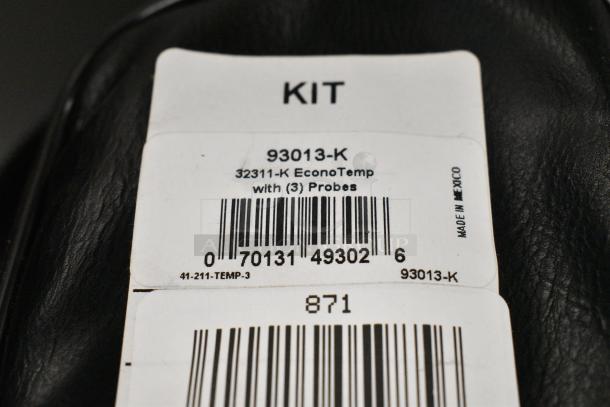 KIT
93013-K
32311-K EconoTemp
with (3) Probes
MADE IN MEXICO
0 70131 49302 6
41-211-TEMP-3
93013-K
871